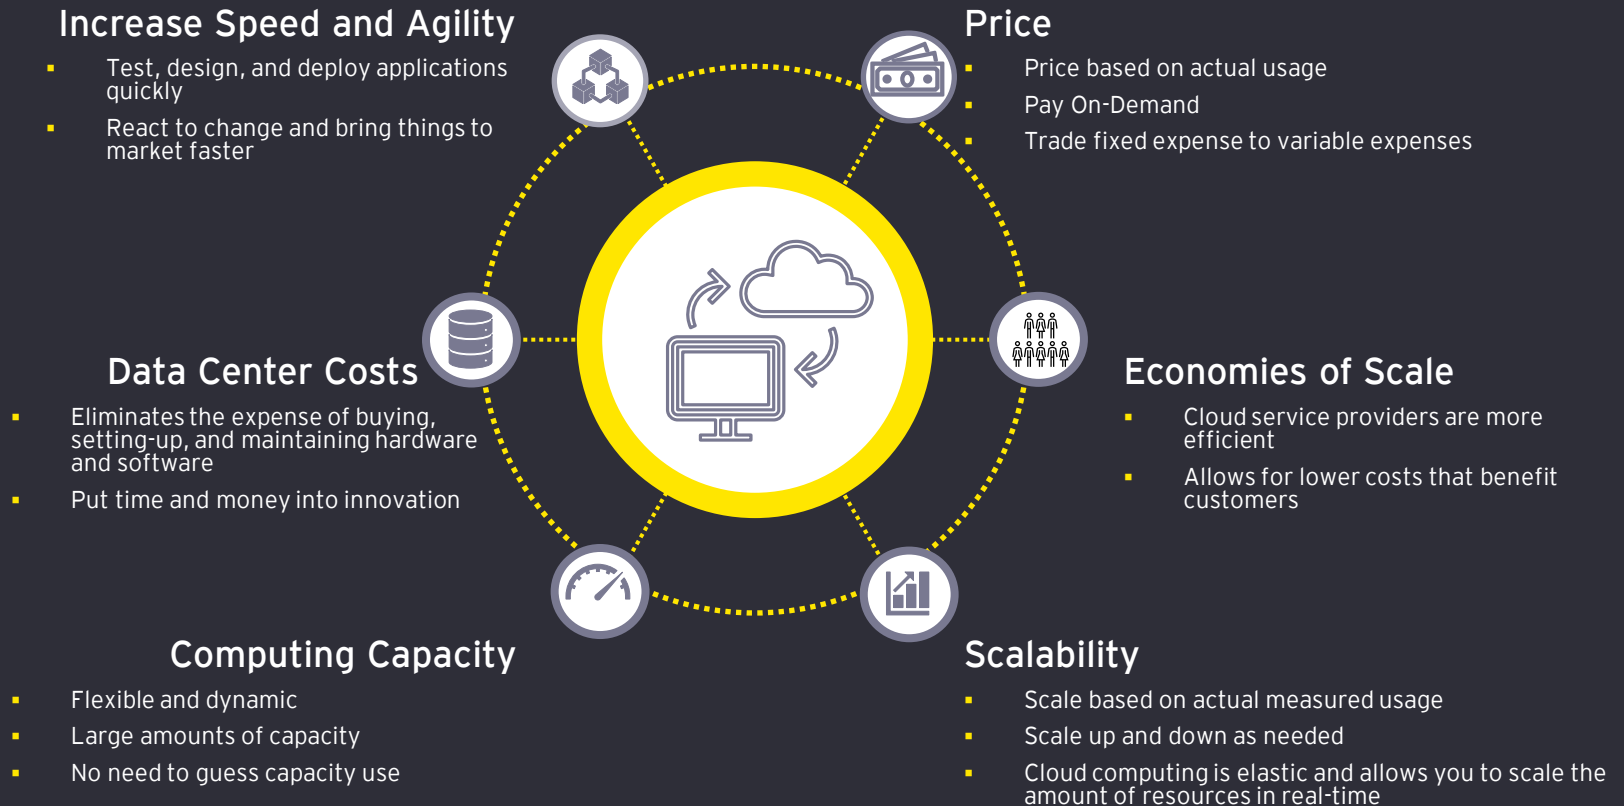 Increase Speed and Agility
▪ Test, design, and deploy applications
quickly
▪ React to change and bring things to
market faster
Price
▪ Price based on actual usage
▪ Pay On-Demand
▪ Trade fixed expense to variable expenses
Data Center Costs
▪ Eliminates the expense of buying,
setting-up, and maintaining hardware
and software
▪ Put time and money into innovation
Economies of Scale
▪ Cloud service providers are more
efficient
▪ Allows for lower costs that benefit
customers
Computing Capacity
▪ Flexible and dynamic
▪ Large amounts of capacity
▪ No need to guess capacity use
Scalability
▪ Scale based on actual measured usage
▪ Scale up and down as needed
▪ Cloud computing is elastic and allows you to scale the
amount of resources in real-time